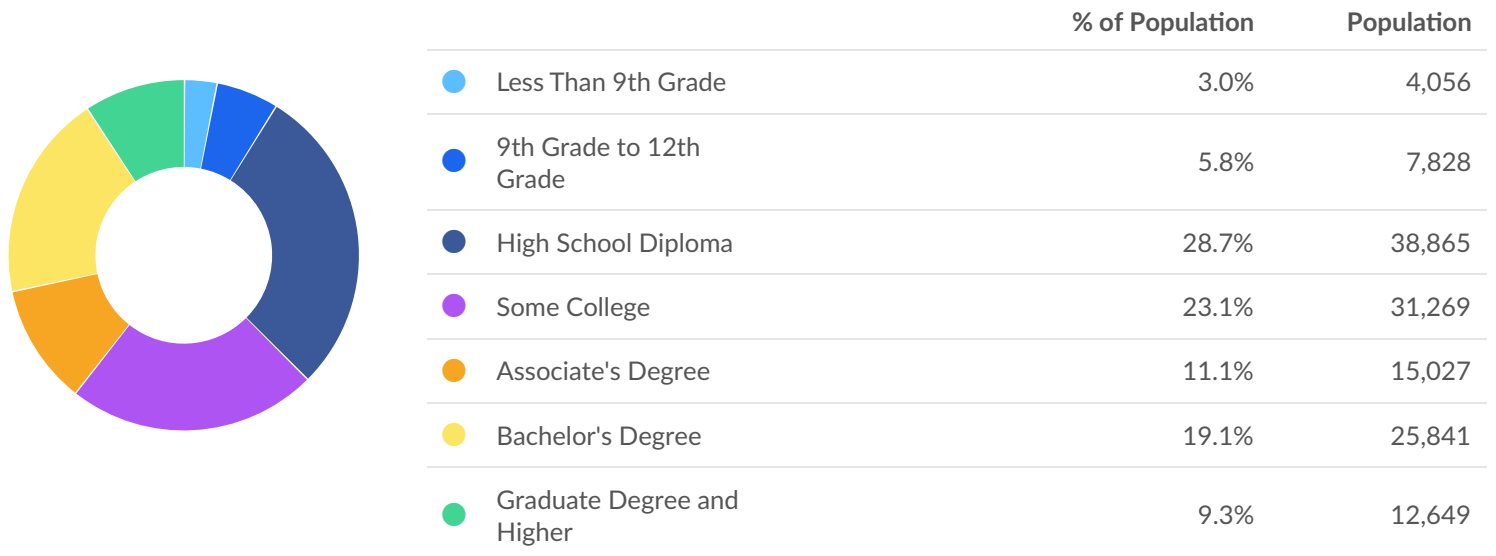 % of Population Population
Less Than 9th Grade 3.0% 4,056
9th Grade to 12th
Grade 5.8% 7,828
High School Diploma 28.7% 38,865
Some College 23.1% 31,269
Associate's Degree 11.1% 15,027
Bachelor's Degree 19.1% 25,841
Graduate Degree and
Higher 9.3% 12,649